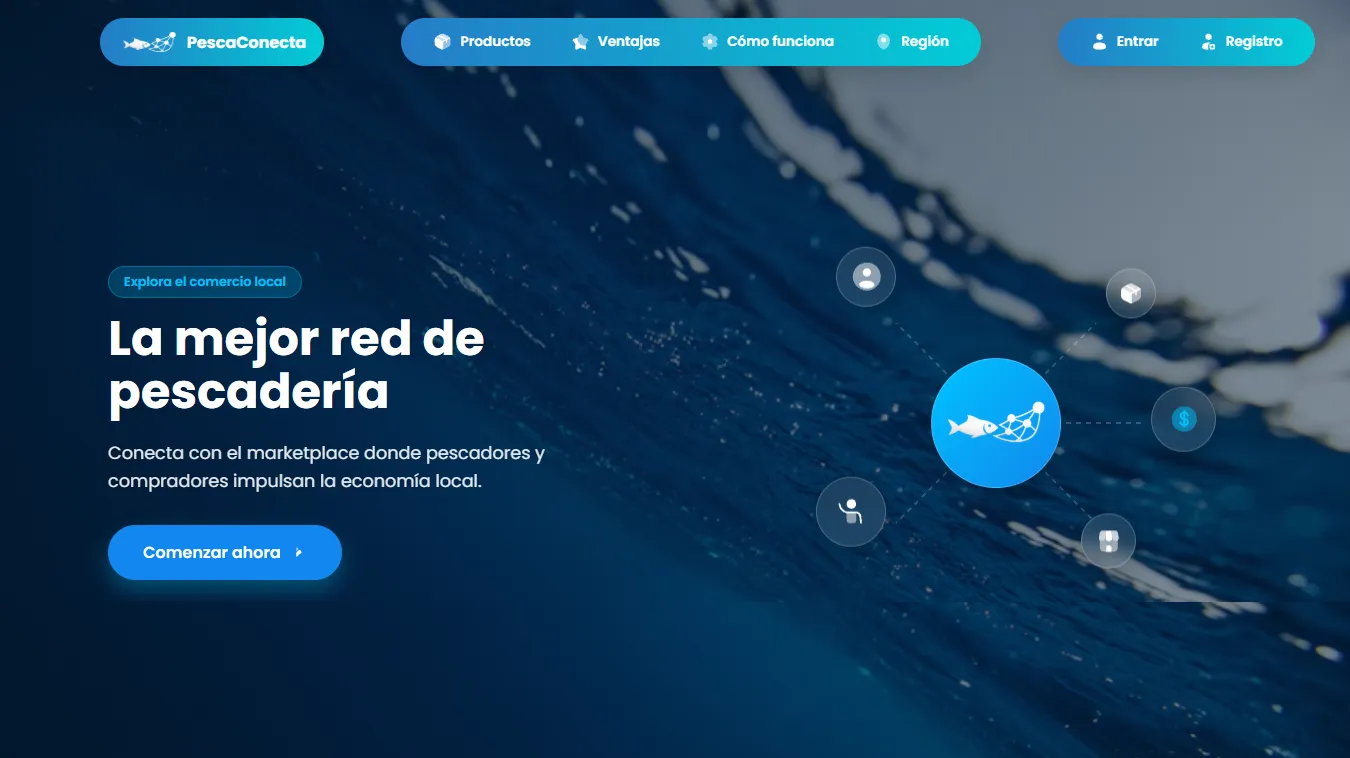 PescaConecta
Productos
Ventajas
Cómo funciona
Región
Entrar
Registro
Explora el comercio local
La mejor red de
pescadería
Conecta con el marketplace donde pescadores y
compradores impulsan la economía local.
Comenzar ahora
$